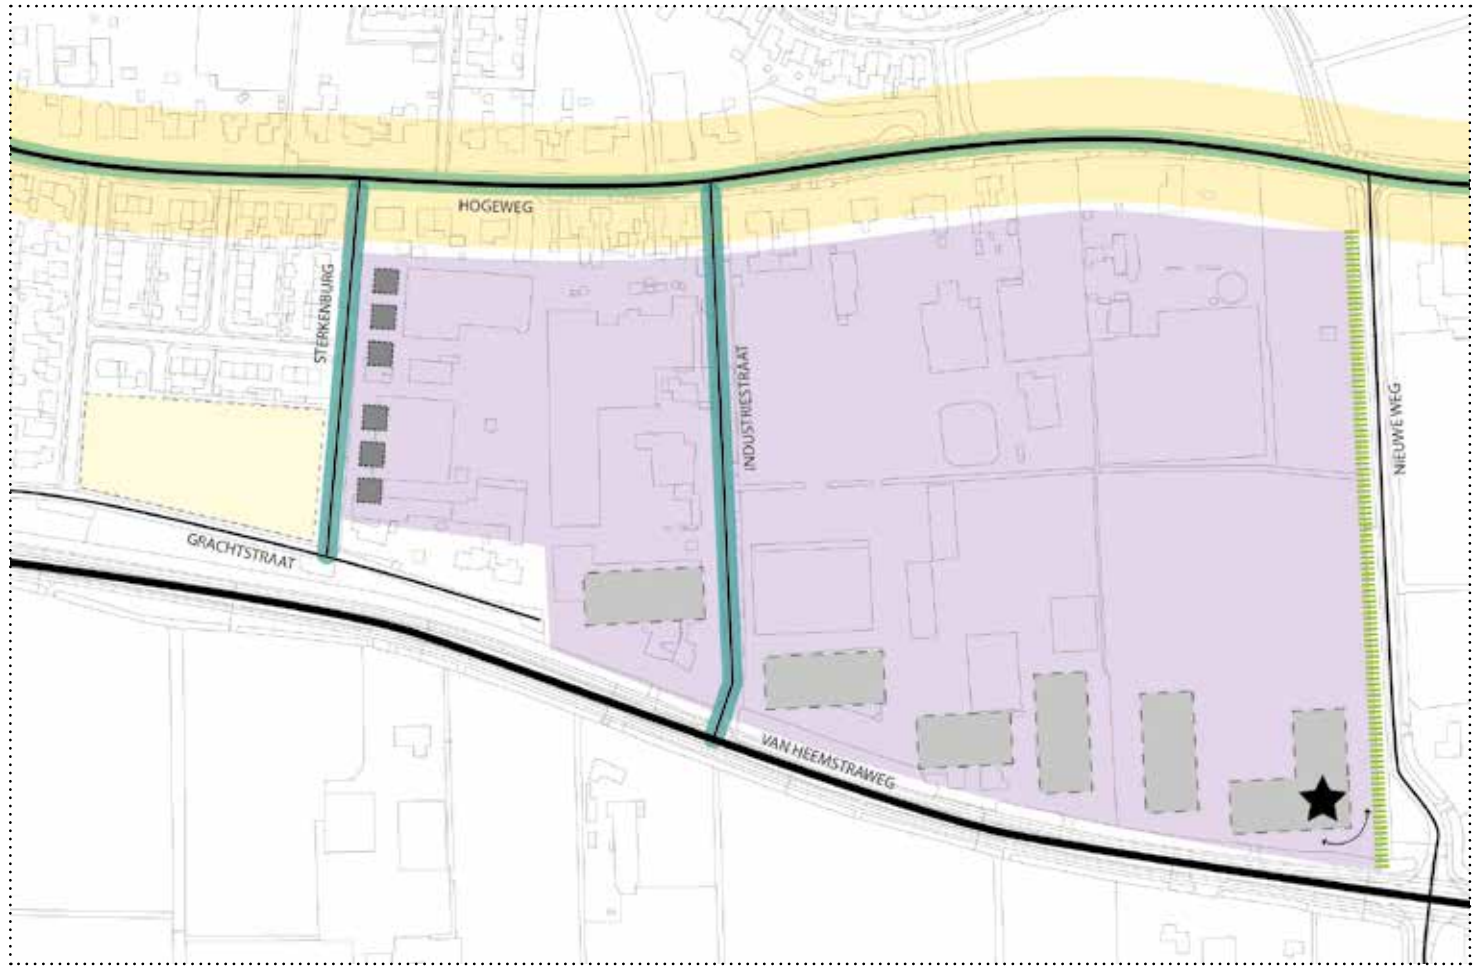 HOGEWEG
STERKENBURG
INDUSTRIESTRAAT
NIEUWE WEG
GRACHTSTRAAT
VAN HEEMSTRAWEG